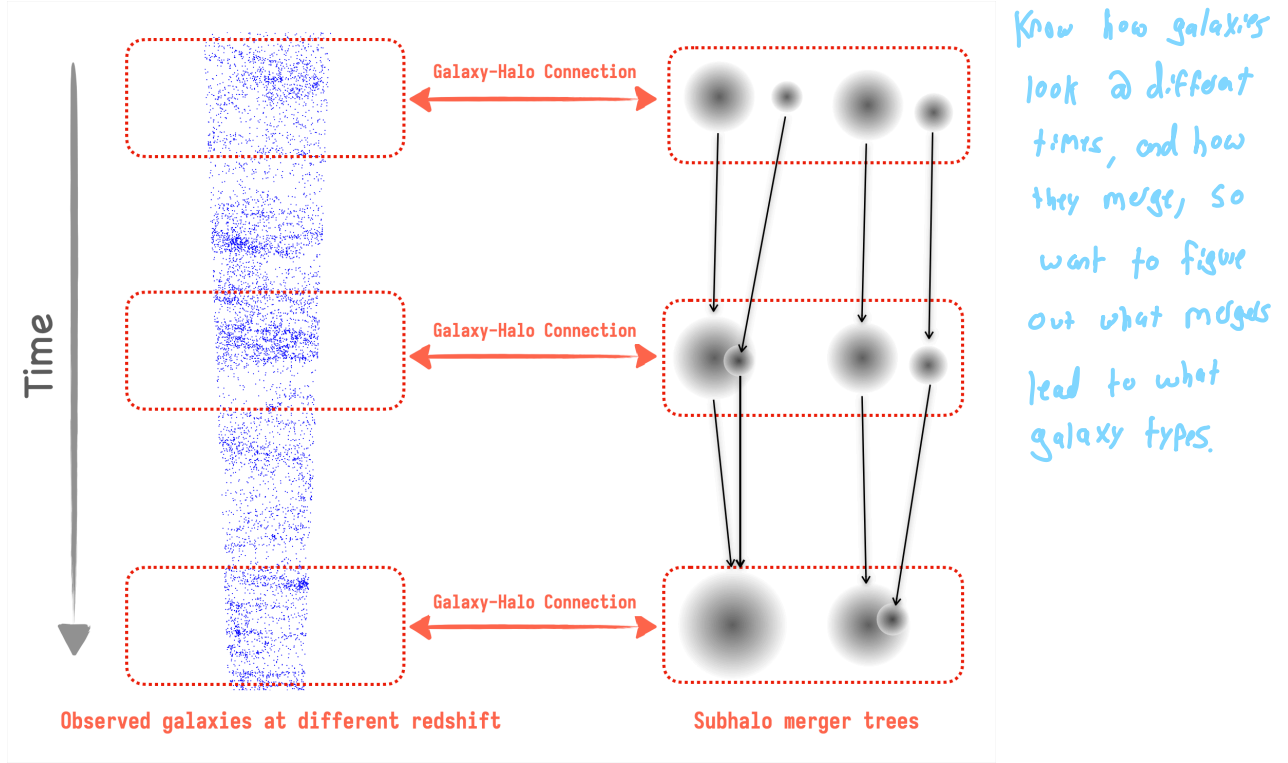 Galaxy-Halo Connection
Galaxy-Halo Connection
Galaxy-Halo Connection
Time
Observed galaxies at different redshift
Subhalo merger trees
Know how galaxies
look @ different
times, and how
they merge, so
want to figure
out what mergers
lead to what
galaxy types.